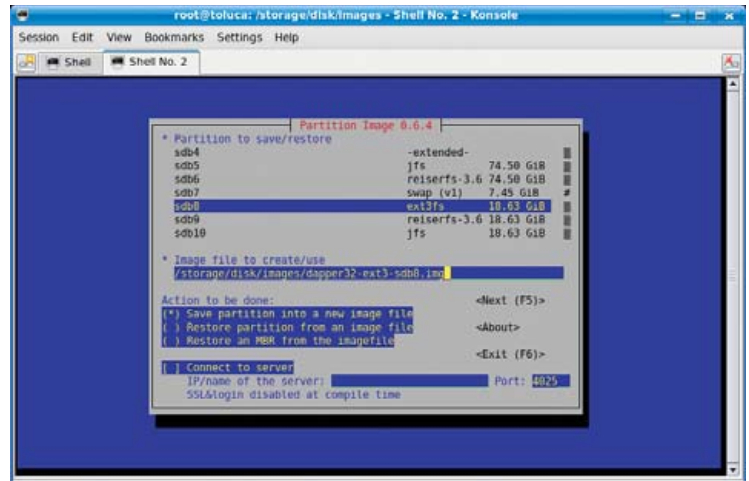 root@toluca: /storage/disk/images - Shell No. 2 - Konsole
Session Edit View Bookmarks Settings Help
Shell Shell No. 2
Partition Image 0.6.4
* Partition to save/restore
sdb4 -extended-
sdb5 jfs 74.50 GiB
sdb6 reiserfs-3.6 74.50 GiB
sdb7 swap (v1) 7.45 GiB #
sdb8 ext3fs 18.63 GiB
sdb9 reiserfs-3.6 18.63 GiB
sdb10 jfs 18.63 GiB
* Image file to create/use
/storage/disk/images/dapper32-ext3-sdb8.img
Action to be done: <Next (F5)>
(*) Save partition into a new image file
( ) Restore partition from an image file <About>
( ) Restore an MBR from the imagefile
<Exit (F6)>
[ ] Connect to server
IP/name of the server: Port: 4025
SSL&login disabled at compile time